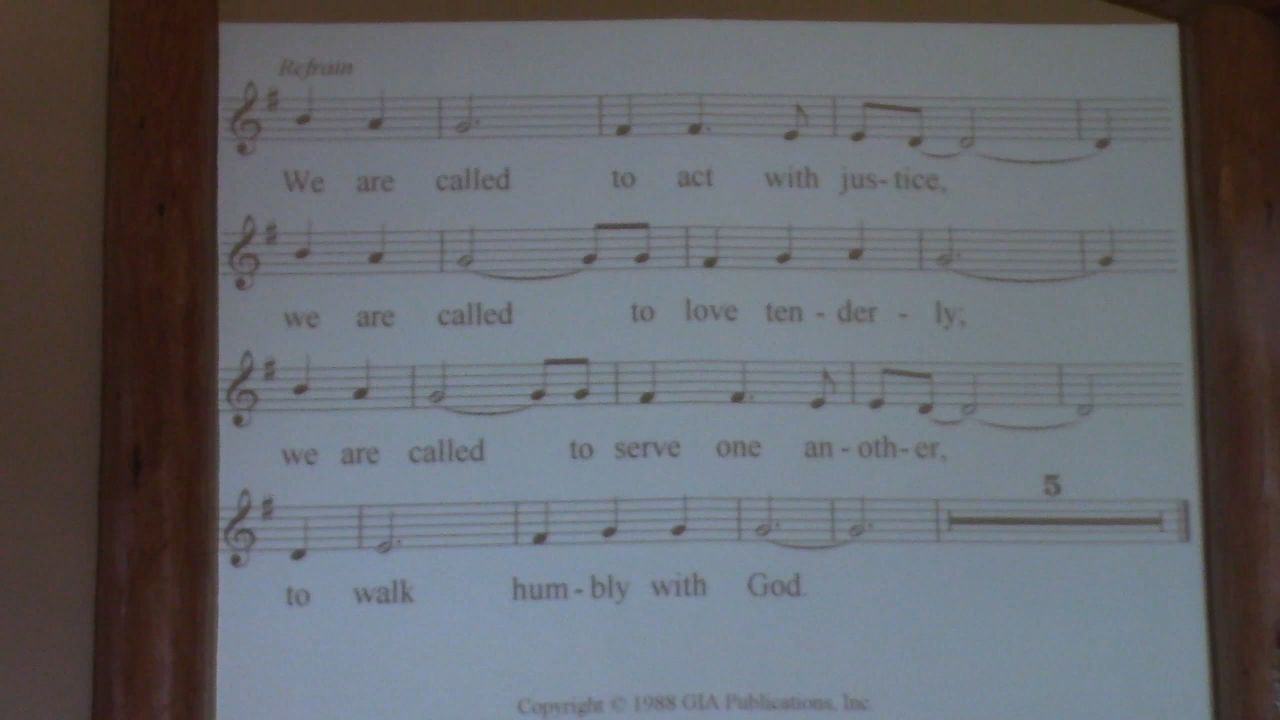 Refrain
We are called to act with jus- tice,
we are called to love ten - der - ly;
we are called to serve one an - oth- er,
5
to walk hum - bly with God.
Copyright © 1988 GIA Publications, Inc.